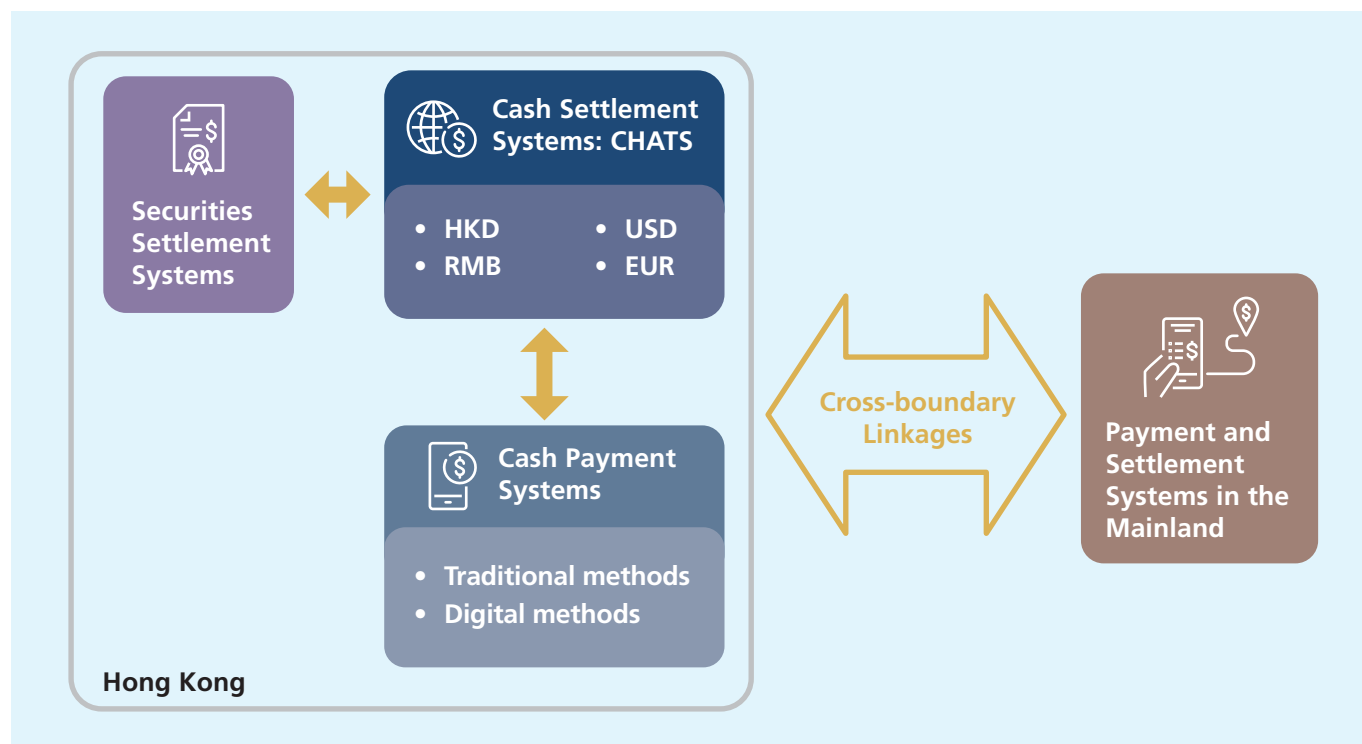 Securities
Settlement
Systems
Cash Settlement
Systems: CHATS
• HKD
• USD
• RMB
• EUR
Cash Payment
Systems
• Traditional methods
• Digital methods
Hong Kong
Cross-boundary
Linkages
Payment and
Settlement
Systems in the
Mainland